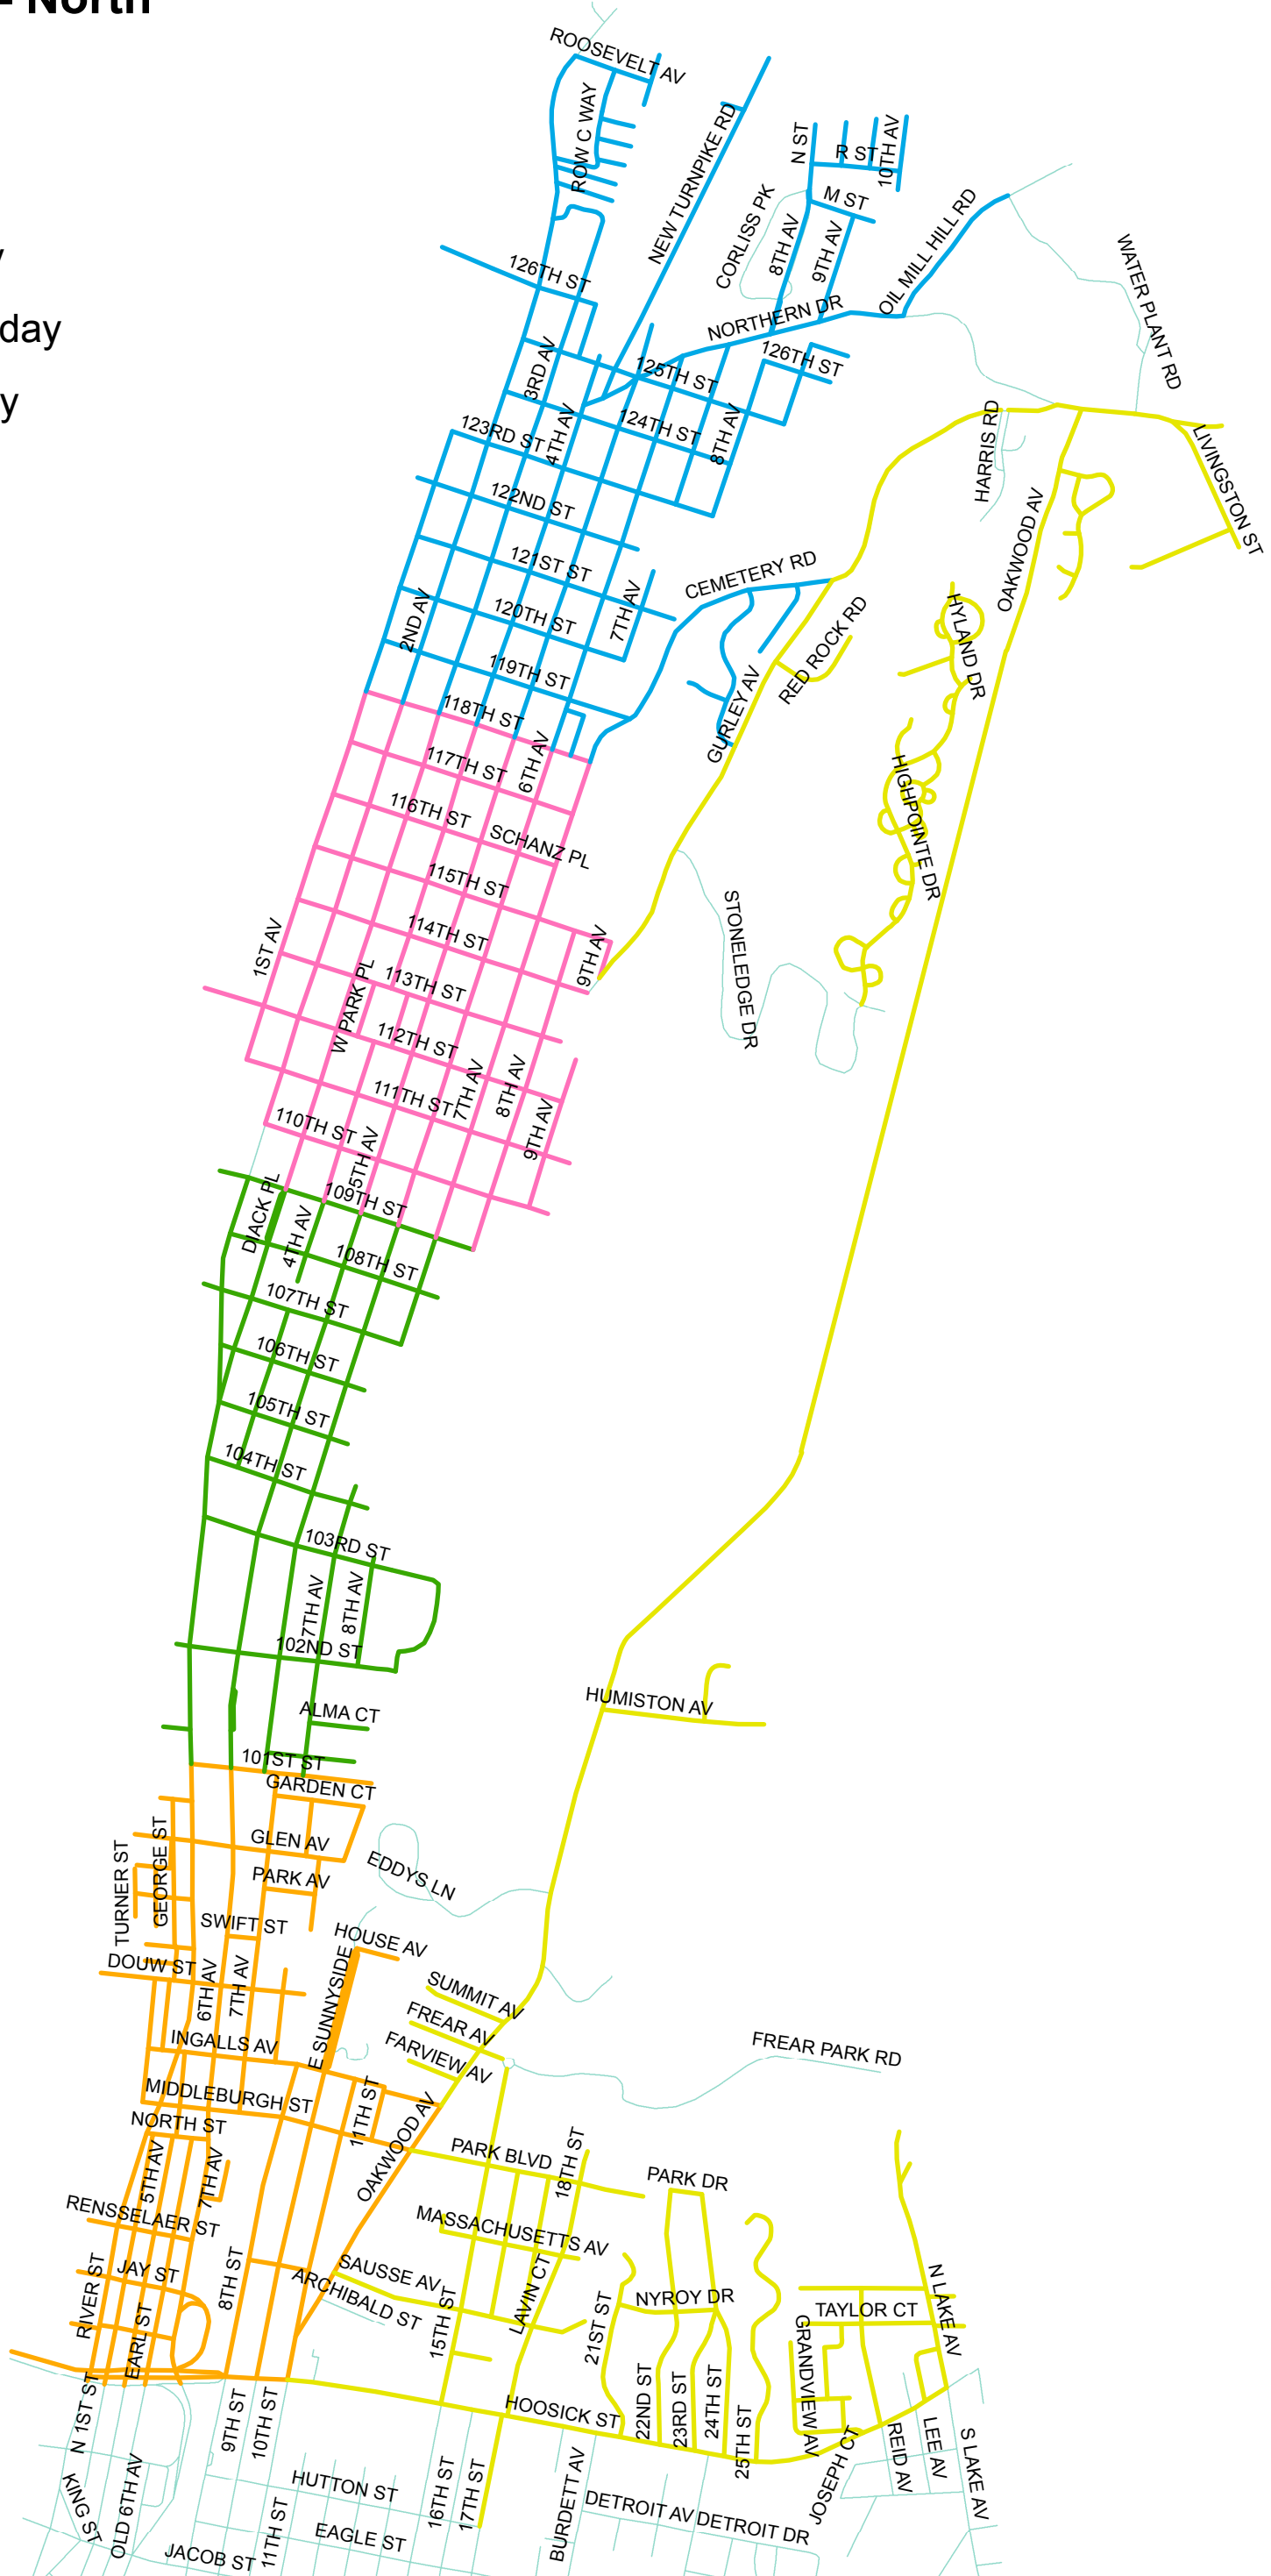 - North
y
day
y
ROOSEVELT AV
ROW C WAY
NEW TURNPIKE RD
N ST
R ST
10TH AV
M ST
CORLISS PK
8TH AV
9TH AV
OIL MILL HILL RD
WATER PLANT RD
126TH ST
NORTHERN DR
126TH ST
3RD AV
125TH ST
4TH AV
124TH ST
8TH AV
123RD ST
HARRIS RD
LIVINGSTON ST
122ND ST
OAKWOOD AV
121ST ST
CEMETERY RD
2ND AV
120TH ST
7TH AV
RED ROCK RD
HYLAND DR
119TH ST
GURLEY AV
118TH ST
6TH AV
117TH ST
HIGHPOINTE DR
116TH ST
SCHANZ PL
115TH ST
STONELEDGE DR
114TH ST
1ST AV
9TH AV
W PARK PL
113TH ST
112TH ST
7TH AV
8TH AV
111TH ST
9TH AV
110TH ST
5TH AV
DIACK PL
109TH ST
4TH AV
108TH ST
107TH ST
106TH ST
105TH ST
104TH ST
103RD ST
7TH AV
8TH AV
102ND ST
HUMISTON AV
ALMA CT
101ST ST
GARDEN CT
TURNER ST
GEORGE ST
GLEN AV
EDDYS LN
PARK AV
SWIFT ST
HOUSE AV
DOUW ST
6TH AV
7TH AV
E SUNNYSIDE
SUMMIT AV
FREAR AV
FARVIEW AV
FREAR PARK RD
INGALLS AV
MIDDLEBURGH ST
11TH ST
OAKWOOD AV
NORTH ST
5TH AV
7TH AV
PARK BLVD
18TH ST
PARK DR
RENSSELAER ST
MASSACHUSETTS AV
JAY ST
RIVER ST
8TH ST
SAUSSE AV
ARCHIBALD ST
LAVIN CT
15TH ST
NYROY DR
21ST ST
TAYLOR CT
N LAKE AV
EARL ST
GRANDVIEW AV
HOOSICK ST
N 1ST ST
9TH ST
10TH ST
22ND ST
23RD ST
24TH ST
25TH ST
JOSEPH CT
REID AV
LEE AV
S LAKE AV
KING ST
OLD 6TH AV
HUTTON ST
16TH ST
17TH ST
BURDETT AV
DETROIT AV
DETROIT DR
11TH ST
EAGLE ST
JACOB ST